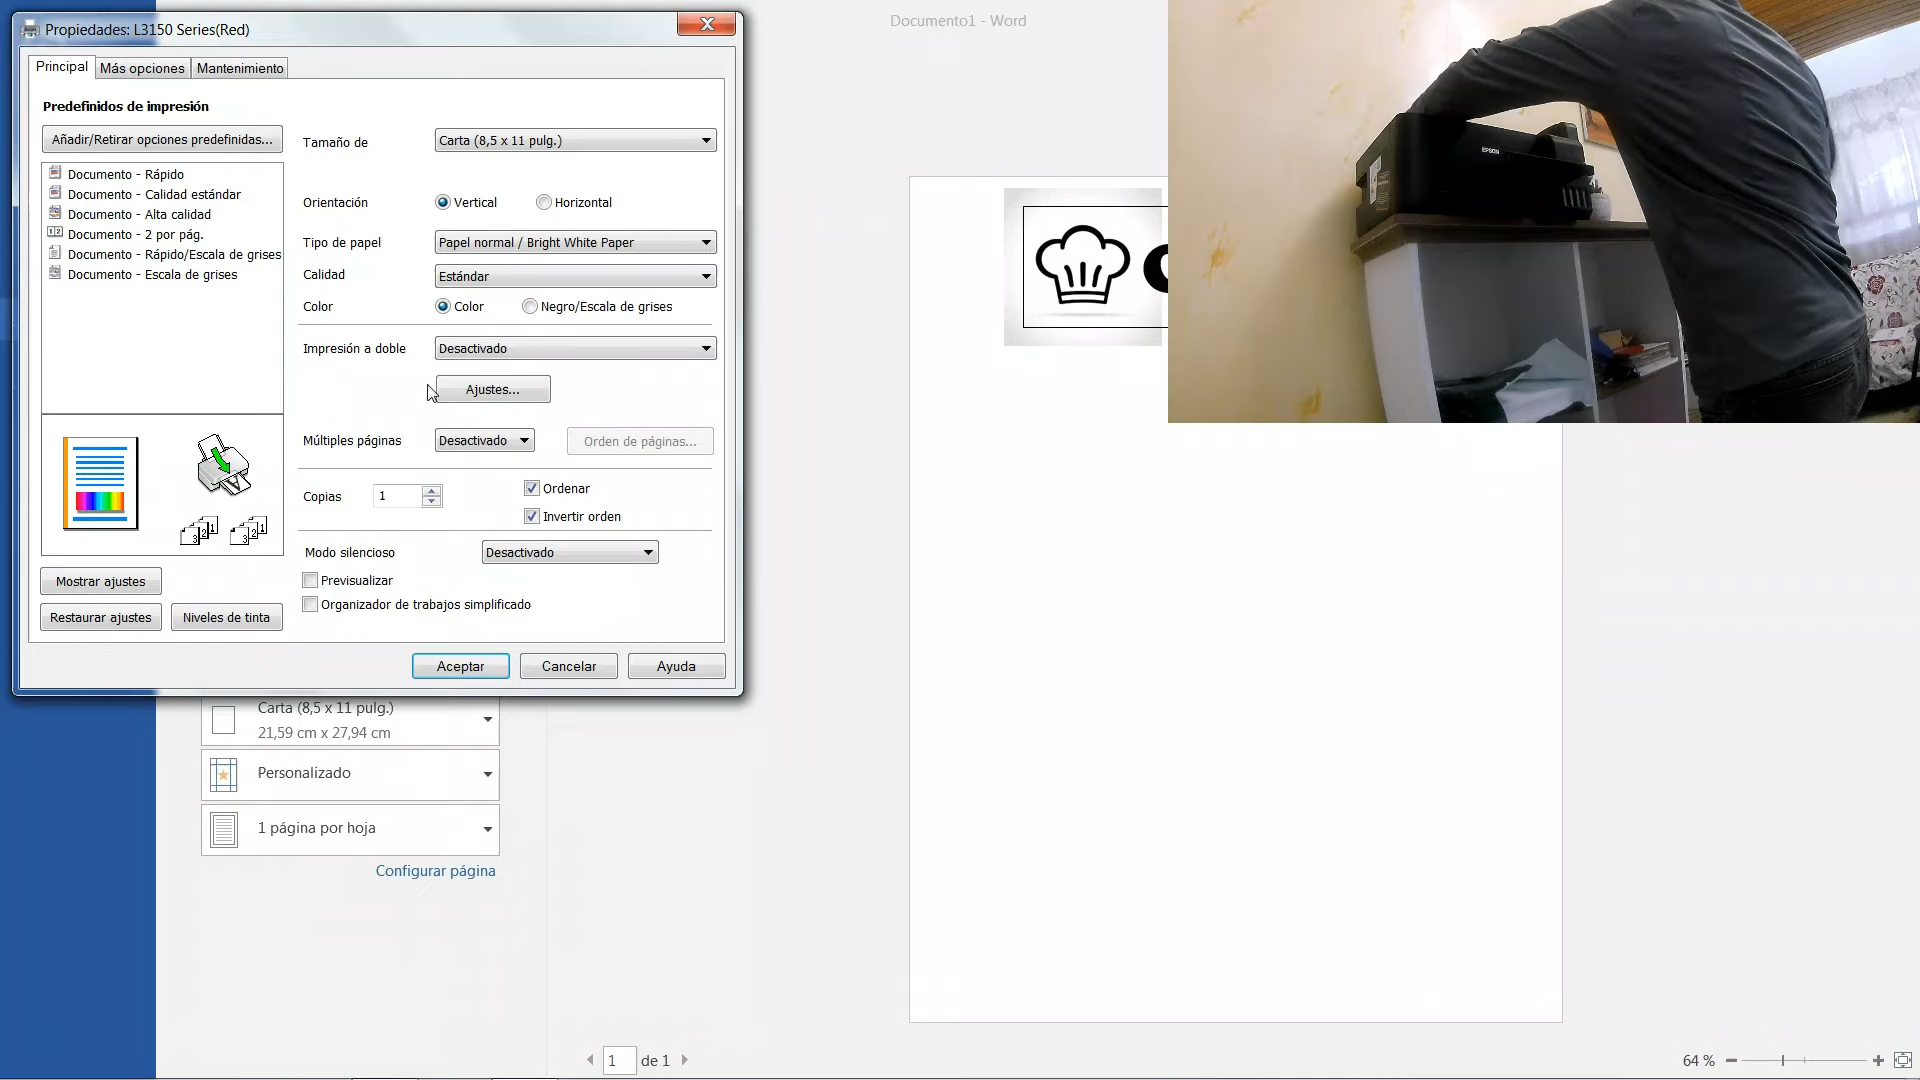 Propiedades: L3150 Series(Red)
Documento1 - Word
Principal
Más opciones
Mantenimiento
Predefinidos de impresión
Añadir/Retirar opciones predefinidas...
Documento - Rápido
Documento - Calidad estándar
Documento - Alta calidad
Documento - 2 por pág.
Documento - Rápido/Escala de grises
Documento - Escala de grises
Tamaño de
Carta (8,5 x 11 pulg.)
Orientación
Vertical
Horizontal
Tipo de papel
Papel normal / Bright White Paper
Calidad
Estándar
Color
Color
Negro/Escala de grises
Impresión a doble
Desactivado
Ajustes...
Múltiples páginas
Desactivado
Orden de páginas...
Copias
1
Ordenar
Invertir orden
Modo silencioso
Desactivado
Previsualizar
Organizador de trabajos simplificado
Mostrar ajustes
Restaurar ajustes
Niveles de tinta
Aceptar
Cancelar
Ayuda
EPSON
Carta (8,5 x 11 pulg.)
21,59 cm x 27,94 cm
Personalizado
1 página por hoja
Configurar página
1 de 1
64 %